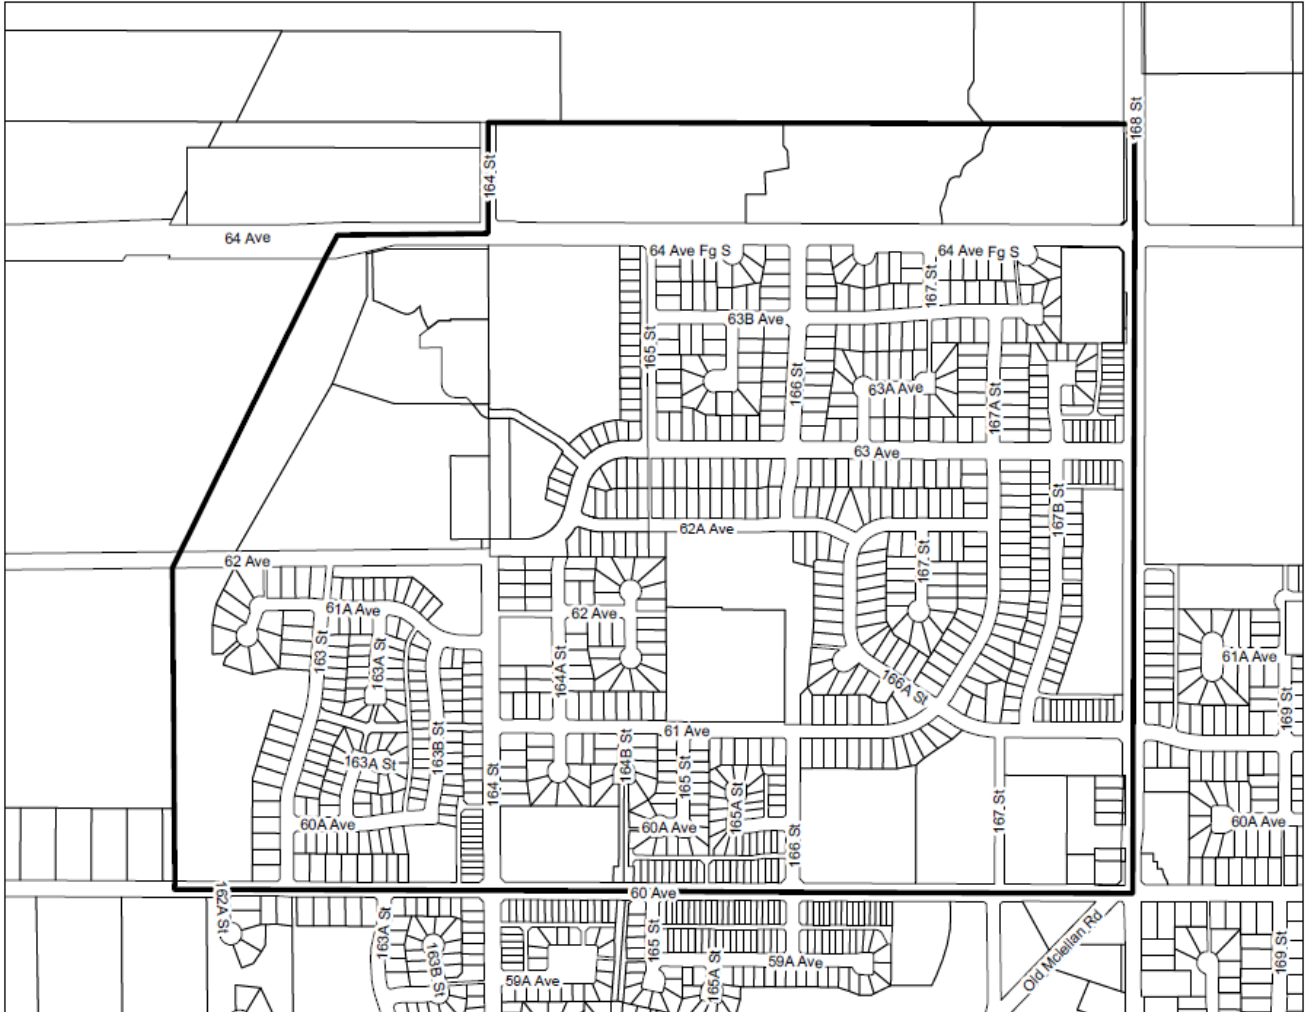 168 St
164 St
64 Ave
64 Ave Fg S
64 Ave Fg S
167 St
63B Ave
165 St
166 St
63A Ave
167A St
63 Ave
167B St
62A Ave
167 St
62 Ave
61A Ave
62 Ave
163 St
163A St
164A St
166A St
61A Ave
169 St
61 Ave
163B St
164B St
163A St
164 St
165 St
165A St
167 St
60A Ave
60A Ave
166 St
60A Ave
60 Ave
162A St
163A St
165 St
Old Mclellan Rd
163B St
59A Ave
169 St
59A Ave
165A St